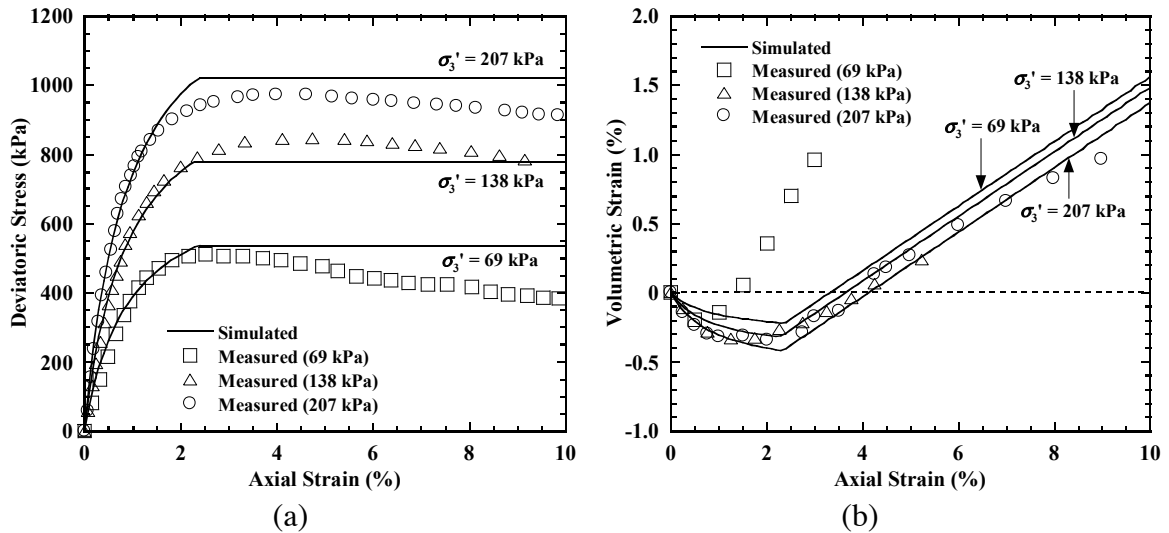 1200
1000
800
600
400
200
0
Deviatoric Stress (kPa)
σ3' = 207 kPa
σ3' = 138 kPa
σ3' = 69 kPa
Simulated
Measured (69 kPa)
Measured (138 kPa)
Measured (207 kPa)
0 2 4 6 8 10
Axial Strain (%)
(a)
2.0
1.5
1.0
0.5
0
-0.5
-1.0
Volumetric Strain (%)
Simulated
Measured (69 kPa)
Measured (138 kPa)
Measured (207 kPa)
σ3' = 138 kPa
σ3' = 69 kPa
σ3' = 207 kPa
0 2 4 6 8 10
Axial Strain (%)
(b)